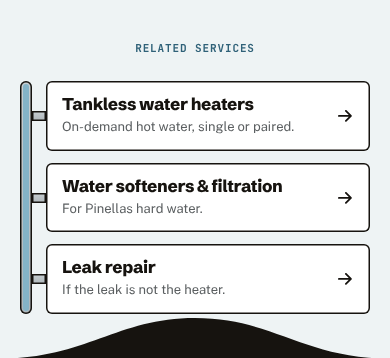 RELATED SERVICES
Tankless water heaters
On-demand hot water, single or paired.
Water softeners & filtration
For Pinellas hard water.
Leak repair
If the leak is not the heater.